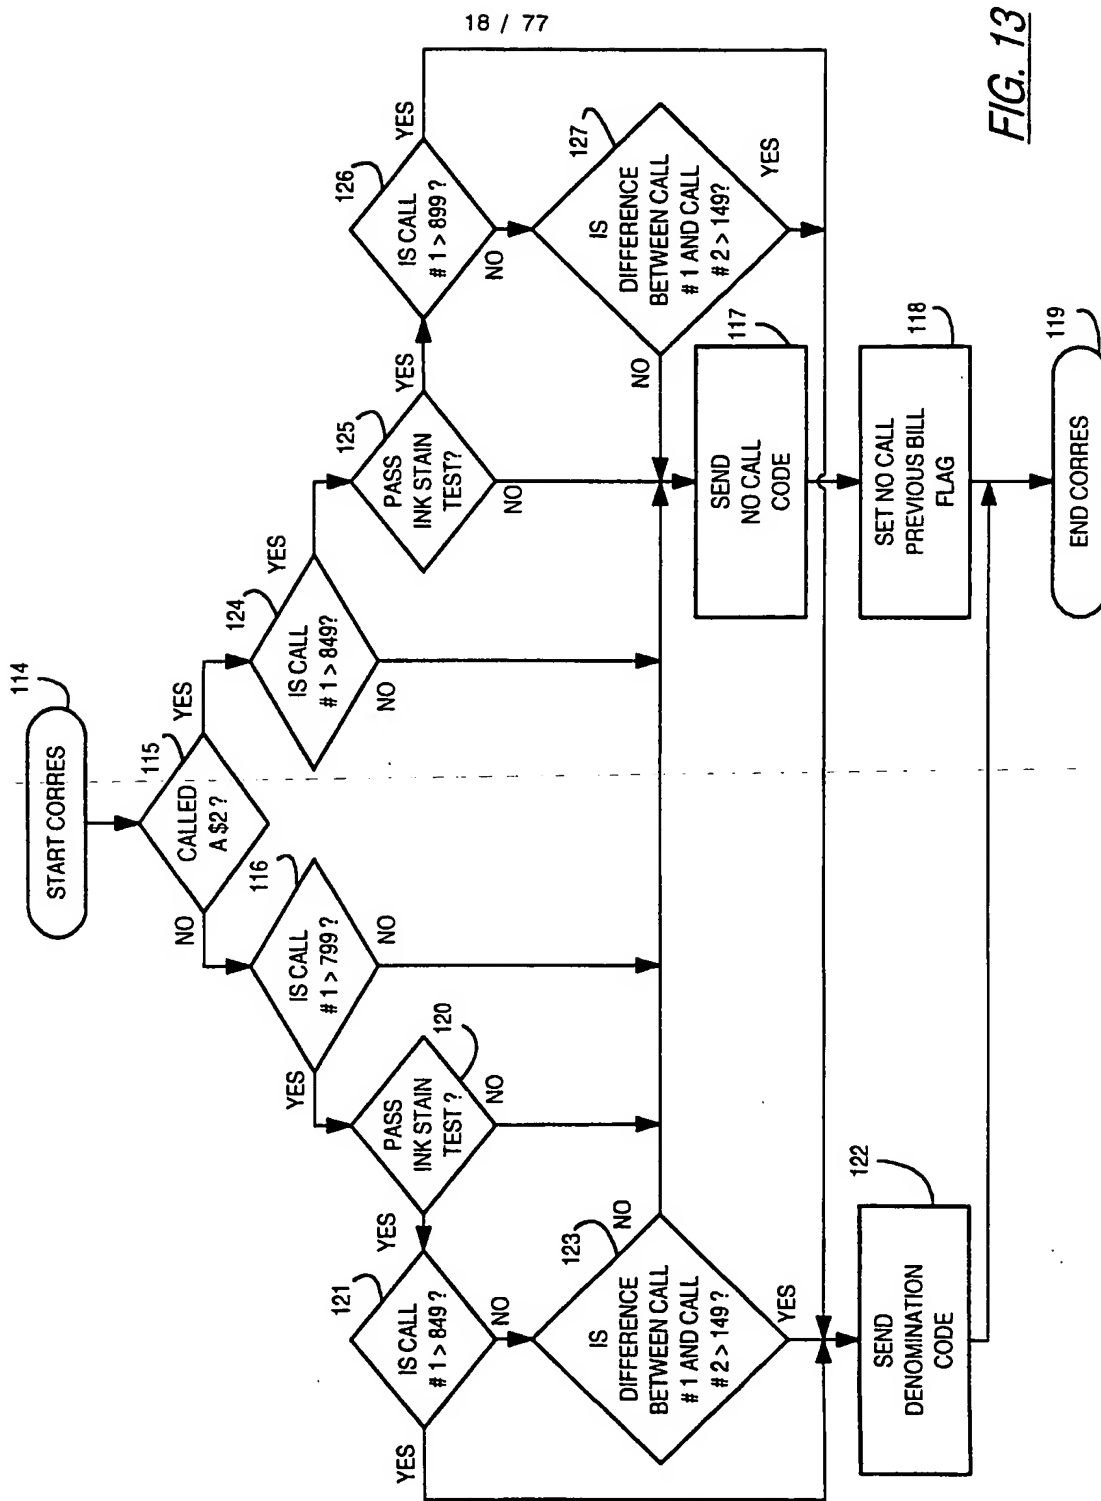 18 / 77
START CORRES
114
CALLED
A $2 ?
115
NO
YES
IS CALL
# 1 > 799 ?
116
YES
NO
IS CALL
# 1 > 849?
124
YES
NO
PASS
INK STAIN
TEST ?
120
YES
NO
PASS
INK STAIN
TEST?
125
YES
NO
IS CALL
# 1 > 849 ?
121
YES
NO
IS CALL
# 1 > 899 ?
126
YES
NO
IS
DIFFERENCE
BETWEEN CALL
# 1 AND CALL
# 2 > 149 ?
123
NO
YES
IS
DIFFERENCE
BETWEEN CALL
# 1 AND CALL
# 2 > 149?
127
NO
YES
SEND
NO CALL
CODE
117
SEND
DENOMINATION
CODE
122
SET NO CALL
PREVIOUS BILL
FLAG
118
END CORRES
119
FIG. 13